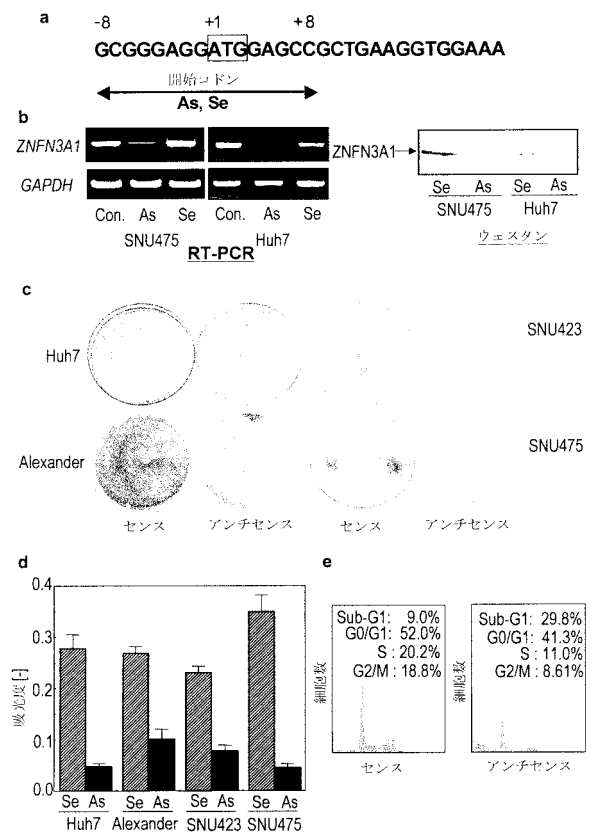 a
-8 +1 +8
GCGGGAGGATGGAGCCGCTGAAGGTGGAAA
開始コドン
As, Se
b
ZNFN3A1
GAPDH
Con. As Se Con. As Se
SNU475 Huh7
RT-PCR
ZNFN3A1
Se As Se As
SNU475 Huh7
ウェスタン
c
Huh7
SNU423
Alexander
SNU475
センス アンチセンス センス アンチセンス
d
吸光度 [-]
0.4
0.3
0.2
0.1
0.0
Se As Se As Se As Se As
Huh7 Alexander SNU423 SNU475
e
細胞数
Sub-G1: 9.0%
G0/G1: 52.0%
S : 20.2%
G2/M : 18.8%
センス
細胞数
Sub-G1: 29.8%
G0/G1: 41.3%
S : 11.0%
G2/M : 8.61%
アンチセンス